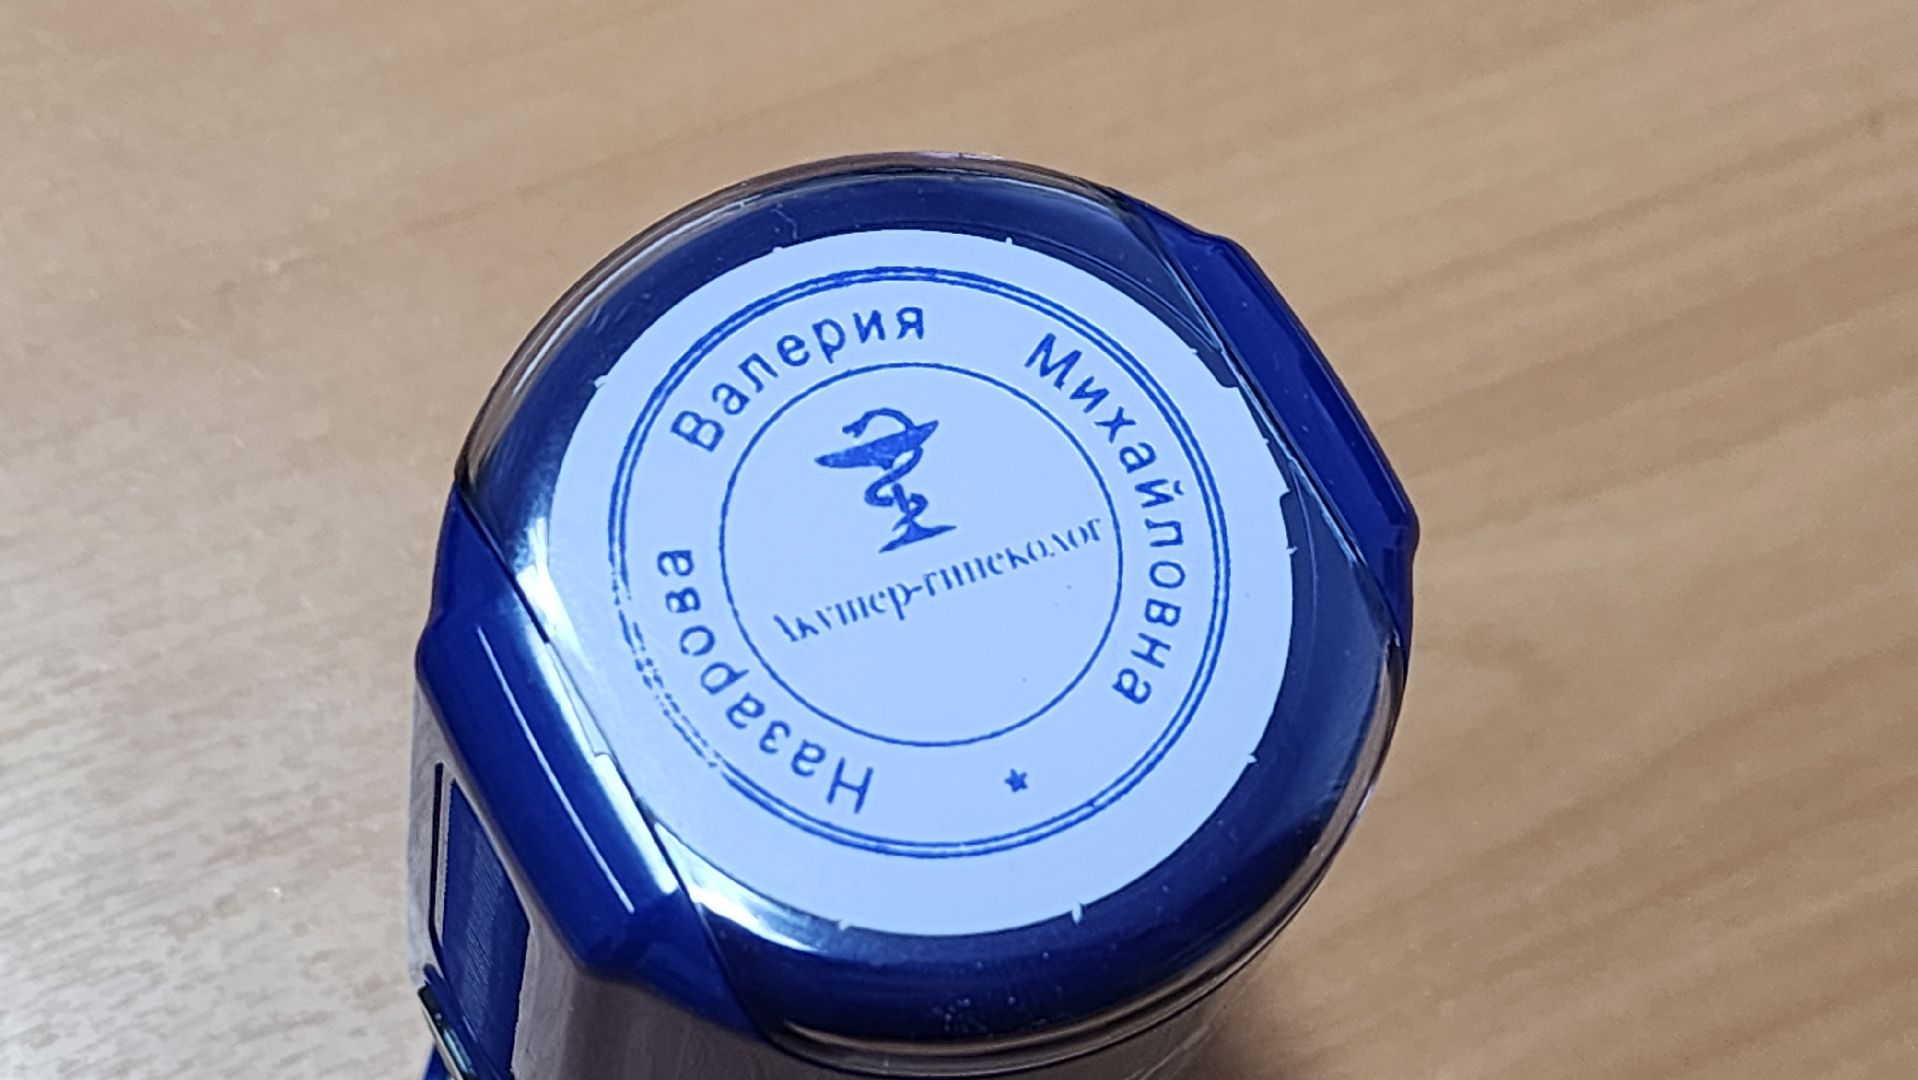 Назарова Валерия Михайловна *
Акушер-гинеколог